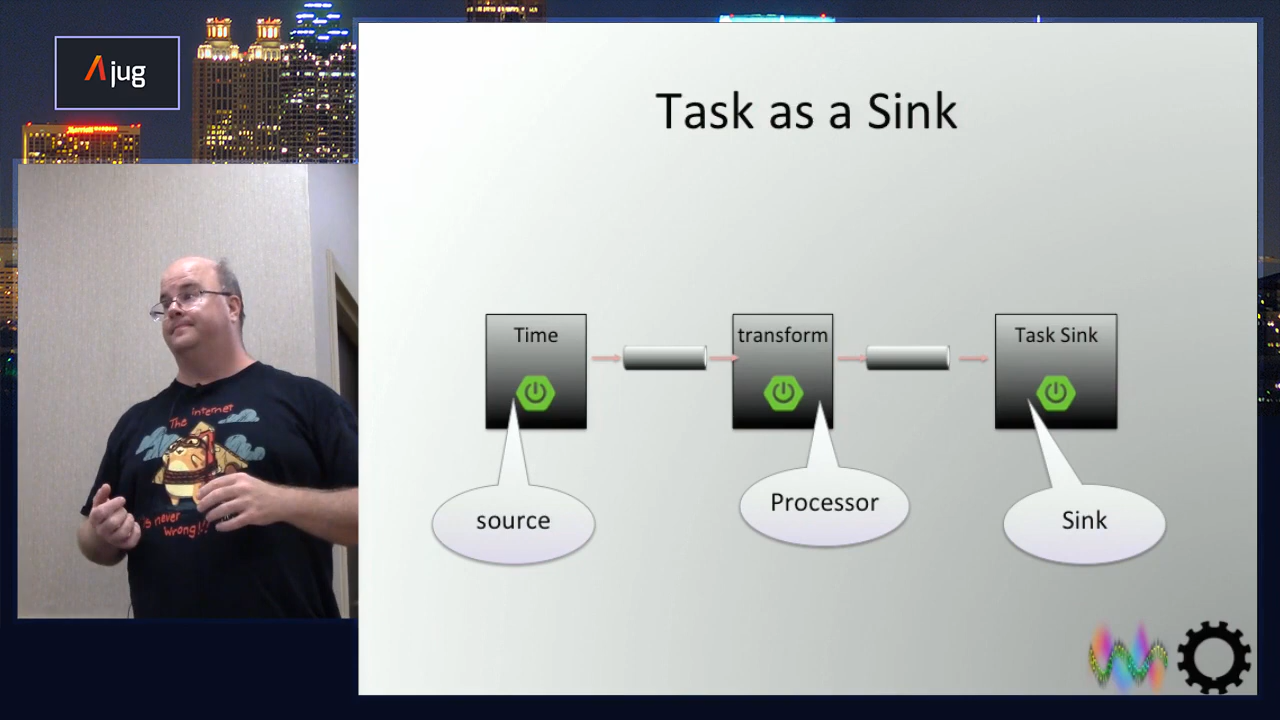 jug
Task as a Sink
Time
transform
Task Sink
source
Processor
Sink
The internet
is never
Wrong!!